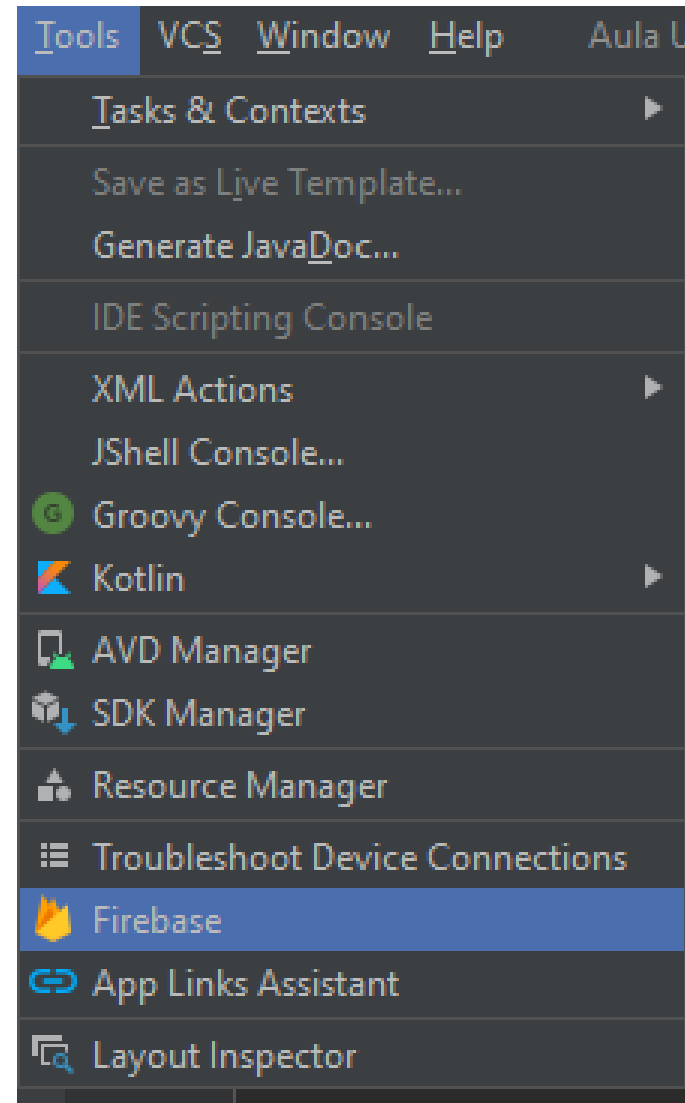 Tools VCS Window Help Aula U
Tasks & Contexts
Save as Live Template...
Generate JavaDoc...
IDE Scripting Console
XML Actions
JShell Console...
G Groovy Console...
Kotlin
AVD Manager
SDK Manager
Resource Manager
Troubleshoot Device Connections
Firebase
App Links Assistant
Layout Inspector